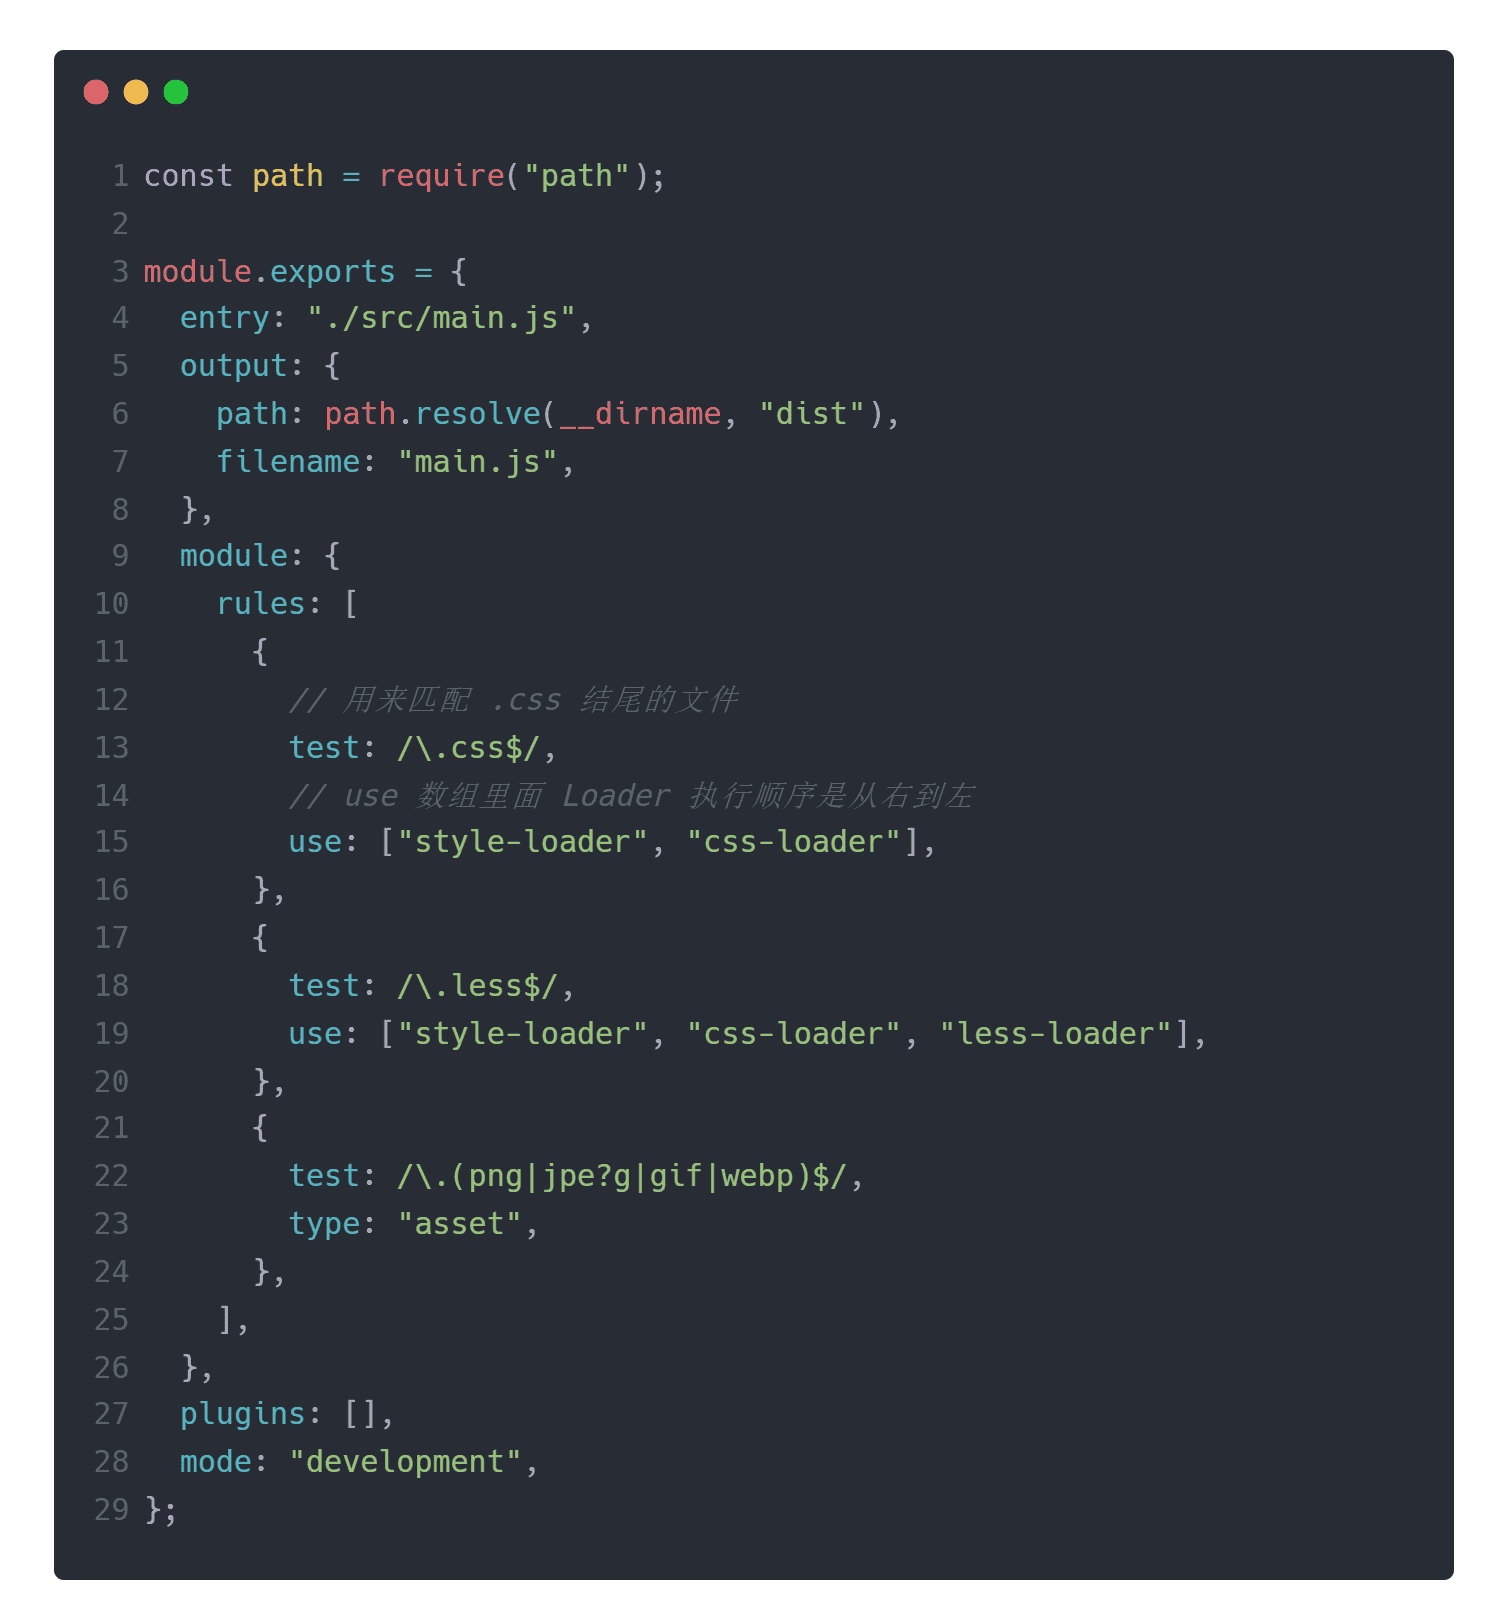 1 const path = require("path");
2
3 module.exports = {
4   entry: "./src/main.js",
5   output: {
6     path: path.resolve(__dirname, "dist"),
7     filename: "main.js",
8   },
9   module: {
10     rules: [
11       {
12         // 用来匹配 .css 结尾的文件
13         test: /\.css$/,
14         // use 数组里面 Loader 执行顺序是从右到左
15         use: ["style-loader", "css-loader"],
16       },
17       {
18         test: /\.less$/,
19         use: ["style-loader", "css-loader", "less-loader"],
20       },
21       {
22         test: /\.(png|jpe?g|gif|webp)$/,
23         type: "asset",
24       },
25     ],
26   },
27   plugins: [],
28   mode: "development",
29 };